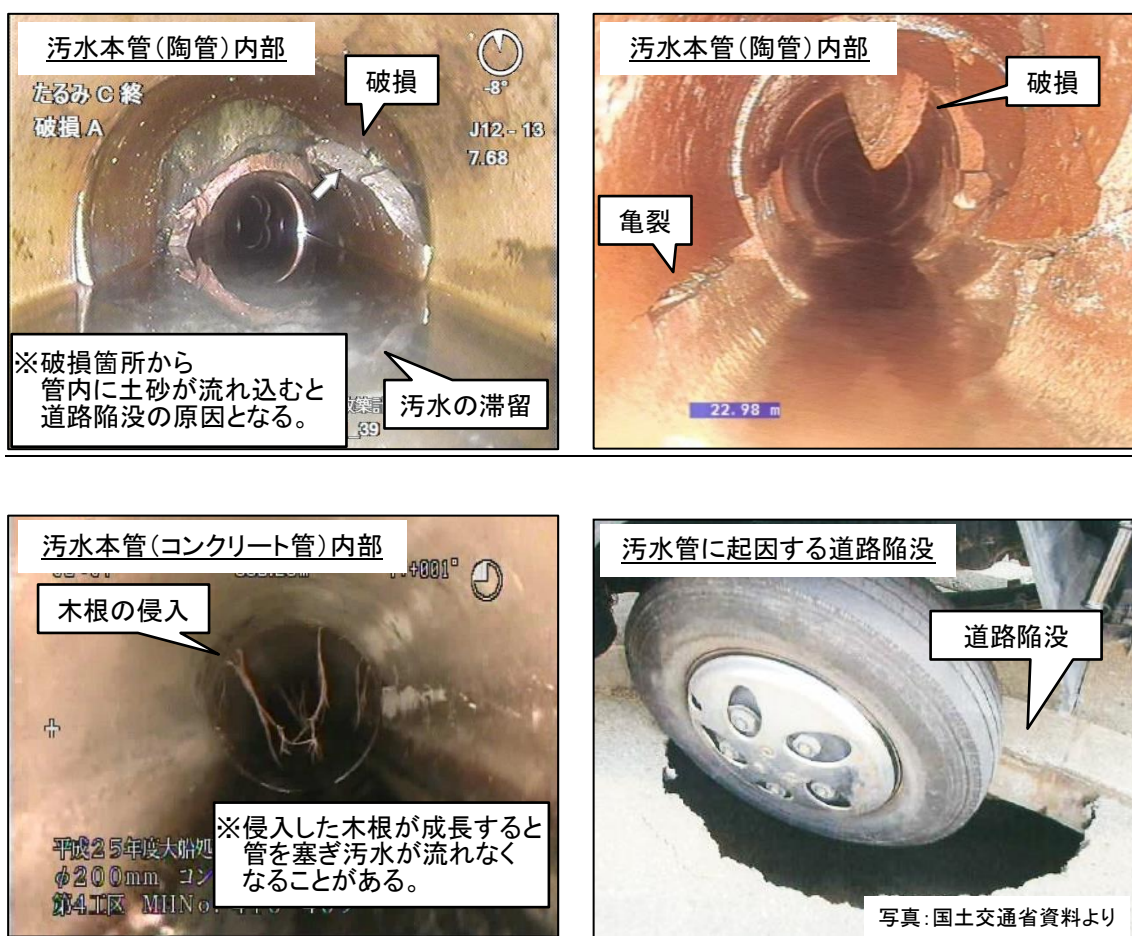 汚水本管(陶管)内部
破損
たるみ C 終
破損 A
-8°
J12-13
7.68
※破損箇所から
管内に土砂が流れ込むと
道路陥没の原因となる。
汚水の滞留
_39
汚水本管(陶管)内部
破損
亀裂
22.98 m
汚水本管(コンクリート管)内部
木根の侵入
+001°
※侵入した木根が成長すると
管を塞ぎ汚水が流れなく
なることがある。
平成25年度大船処
φ200mm コン
第4工区 MHNo.
汚水管に起因する道路陥没
道路陥没
写真:国土交通省資料より